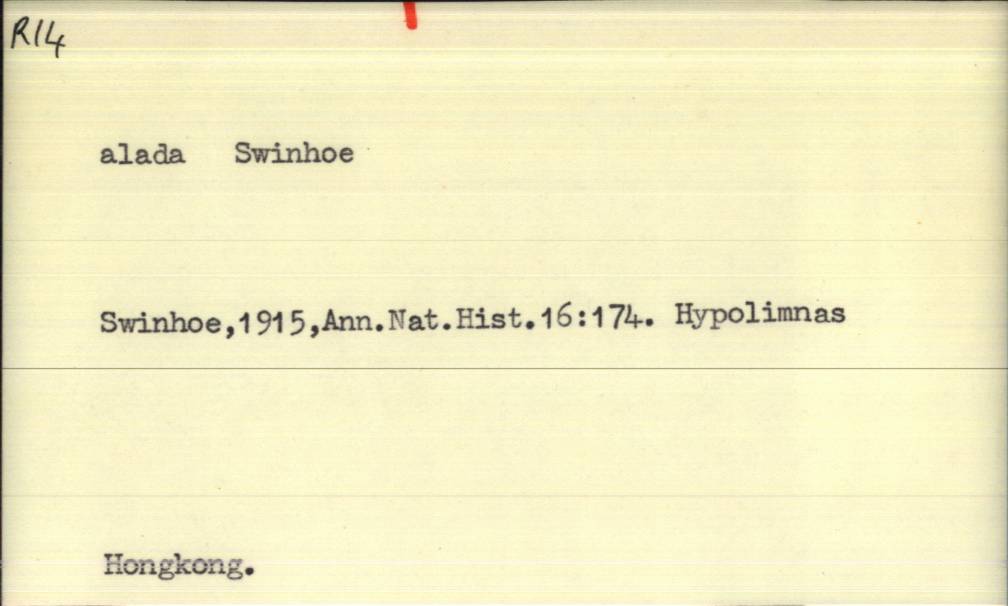 R14
alada Swinhoe
Swinhoe,1915,Ann.Nat.Hist.16:174. Hypolimnas
Hongkong.